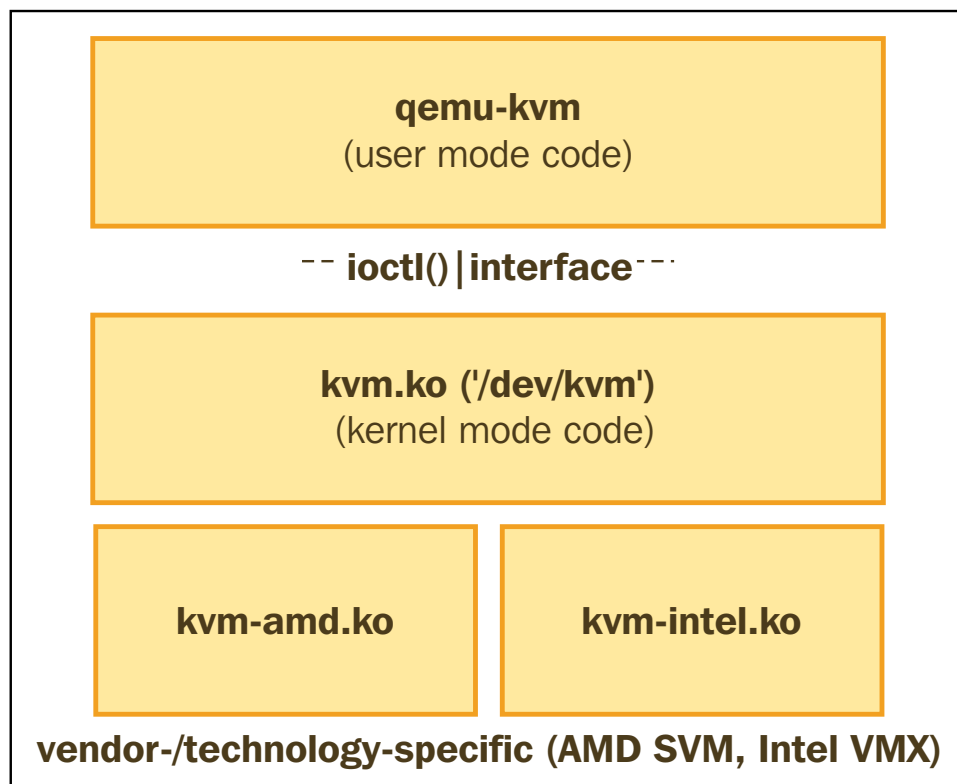 qemu-kvm
(user mode code)
-- ioctl()|interface ---
kvm.ko ('/dev/kvm')
(kernel mode code)
kvm-amd.ko
kvm-intel.ko
vendor-/technology-specific (AMD SVM, Intel VMX)